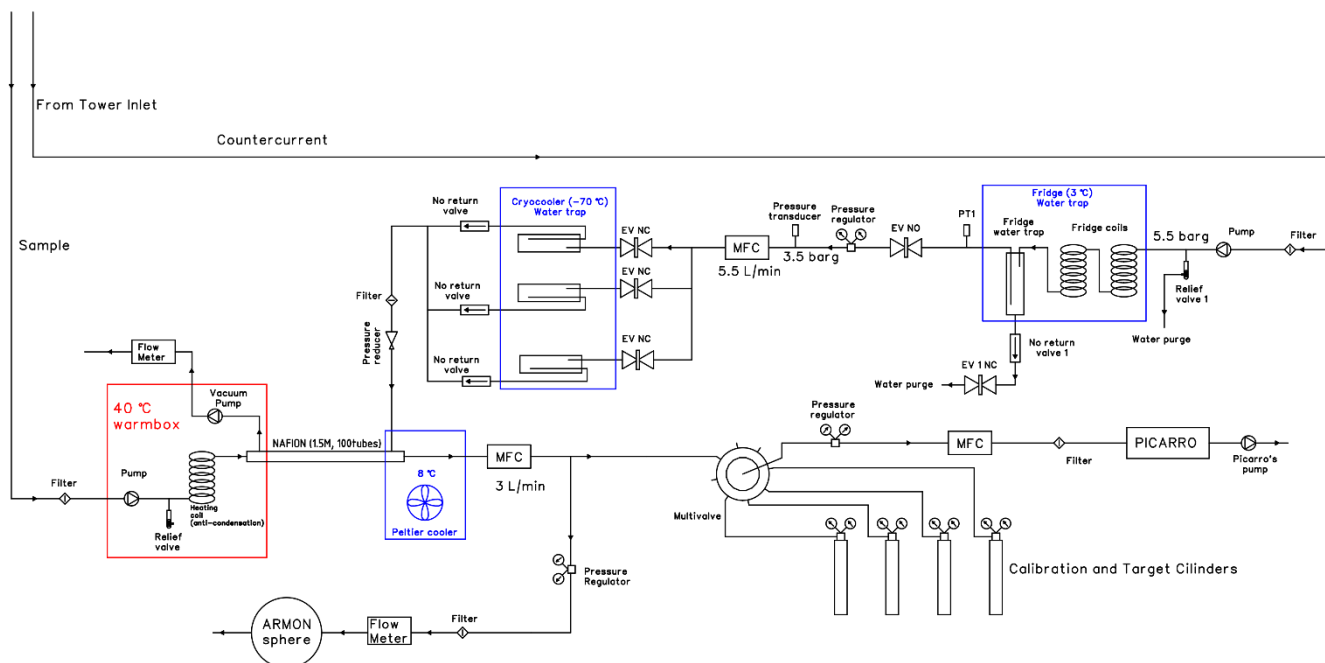 From Tower Inlet
Countercurrent
Sample
No return
valve
Cryocooler (-70 °C)
Water trap
EV NC
MFC
5.5 L/min
Pressure
transducer
3.5 barg
Pressure
regulator
EV NO
PT1
Fridge (3 °C)
Water trap
Fridge
water trap
Fridge coils
5.5 barg
Pump
Filter
Relief
valve 1
Water purge
No return
valve
EV NC
No return
valve
EV NC
No return
valve 1
EV 1 NC
Water purge
Filter
Pressure
reducer
Flow
Meter
Vacuum
Pump
40 °C
warmbox
NAFION (1.5M, 100tubes)
Filter
Pump
Relief
valve
Heating
coil
(anti-condensation)
8 °C
Peltier cooler
MFC
3 L/min
Multivalve
Pressure
regulator
MFC
Filter
PICARRO
Picarro's
pump
Calibration and Target Cilinders
Pressure
Regulator
Filter
Flow
Meter
ARMON
sphere